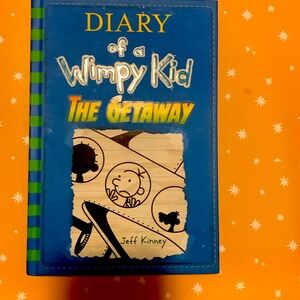 DIARY
of a
Wimpy Kid
THE GETAWAY
Jeff Kinney